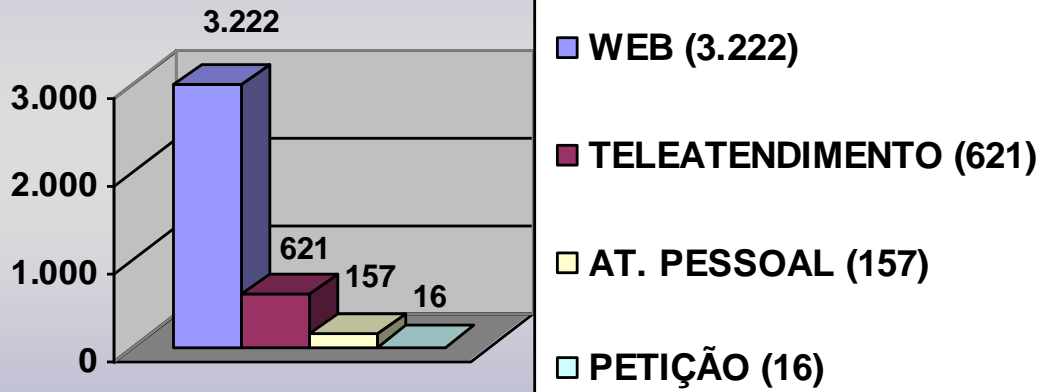 3.222
3.000
2.000
1.000
0
621
157
16
WEB (3.222)
TELEATENDIMENTO (621)
AT. PESSOAL (157)
PETIÇÃO (16)